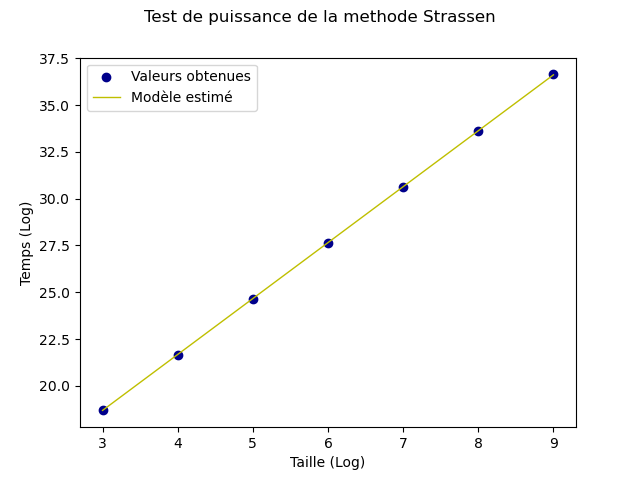 Test de puissance de la methode Strassen
Valeurs obtenues
Modèle estimé
37.5
35.0
32.5
30.0
27.5
25.0
22.5
20.0
Temps (Log)
3 4 5 6 7 8 9
Taille (Log)